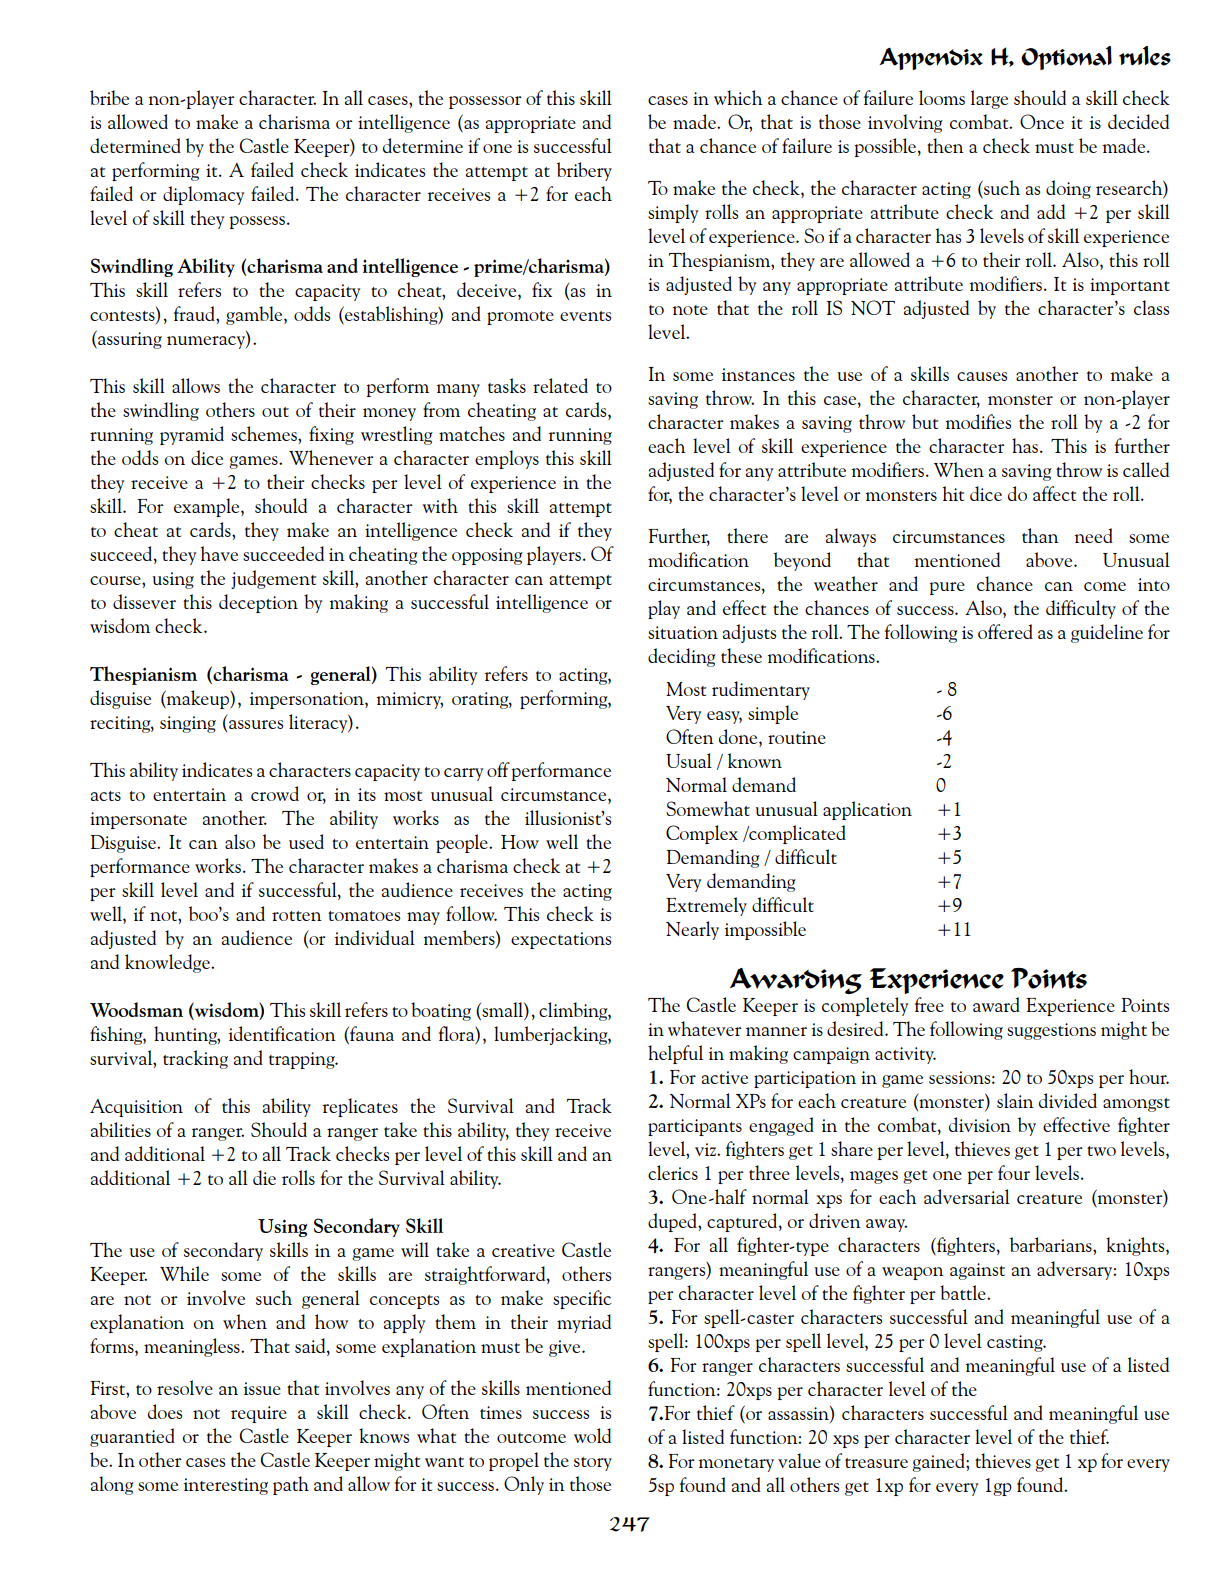 Appendix H, Optional rules
bribe a non-player character. In all cases, the possessor of this skill
is allowed to make a charisma or intelligence (as appropriate and
determined by the Castle Keeper) to determine if one is successful
at performing it. A failed check indicates the attempt at bribery
failed or diplomacy failed. The character receives a +2 for each
level of skill they possess.
Swindling Ability (charisma and intelligence - prime/charisma)
This skill refers to the capacity to cheat, deceive, fix (as in
contests), fraud, gamble, odds (establishing) and promote events
(assuring numeracy).
This skill allows the character to perform many tasks related to
the swindling others out of their money from cheating at cards,
running pyramid schemes, fixing wrestling matches and running
the odds on dice games. Whenever a character employs this skill
they receive a +2 to their checks per level of experience in the
skill. For example, should a character with this skill attempt
to cheat at cards, they make an intelligence check and if they
succeed, they have succeeded in cheating the opposing players. Of
course, using the judgement skill, another character can attempt
to dissever this deception by making a successful intelligence or
wisdom check.
Thespianism (charisma - general) This ability refers to acting,
disguise (makeup), impersonation, mimicry, orating, performing,
reciting, singing (assures literacy).
This ability indicates a characters capacity to carry off performance
acts to entertain a crowd or, in its most unusual circumstance,
impersonate another. The ability works as the illusionist's
Disguise. It can also be used to entertain people. How well the
performance works. The character makes a charisma check at +2
per skill level and if successful, the audience receives the acting
well, if not, boo's and rotten tomatoes may follow. This check is
adjusted by an audience (or individual members) expectations
and knowledge.
Woodsman (wisdom) This skill refers to boating (small), climbing,
fishing, hunting, identification (fauna and flora), lumberjacking,
survival, tracking and trapping.
Acquisition of this ability replicates the Survival and Track
abilities of a ranger. Should a ranger take this ability, they receive
and additional +2 to all Track checks per level of this skill and an
additional +2 to all die rolls for the Survival ability.
Using Secondary Skill
The use of secondary skills in a game will take a creative Castle
Keeper. While some of the skills are straightforward, others
are not or involve such general concepts as to make specific
explanation on when and how to apply them in their myriad
forms, meaningless. That said, some explanation must be give.
First, to resolve an issue that involves any of the skills mentioned
above does not require a skill check. Often times success is
guarantied or the Castle Keeper knows what the outcome wold
be. In other cases the Castle Keeper might want to propel the story
along some interesting path and allow for it success. Only in those
cases in which a chance of failure looms large should a skill check
be made. Or, that is those involving combat. Once it is decided
that a chance of failure is possible, then a check must be made.
To make the check, the character acting (such as doing research)
simply rolls an appropriate attribute check and add +2 per skill
level of experience. So if a character has 3 levels of skill experience
in Thespianism, they are allowed a +6 to their roll. Also, this roll
is adjusted by any appropriate attribute modifiers. It is important
to note that the roll IS NOT adjusted by the character's class
level.
In some instances the use of a skills causes another to make a
saving throw. In this case, the character, monster or non-player
character makes a saving throw but modifies the roll by a -2 for
each level of skill experience the character has. This is further
adjusted for any attribute modifiers. When a saving throw is called
for, the character's level or monsters hit dice do affect the roll.
Further, there are always circumstances than need some
modification beyond that mentioned above. Unusual
circumstances, the weather and pure chance can come into
play and effect the chances of success. Also, the difficulty of the
situation adjusts the roll. The following is offered as a guideline for
deciding these modifications.
Most rudimentary - 8
Very easy, simple -6
Often done, routine -4
Usual / known -2
Normal demand 0
Somewhat unusual application +1
Complex /complicated +3
Demanding / difficult +5
Very demanding +7
Extremely difficult +9
Nearly impossible +11
Awarding Experience Points
The Castle Keeper is completely free to award Experience Points
in whatever manner is desired. The following suggestions might be
helpful in making campaign activity.
1. For active participation in game sessions: 20 to 50xps per hour.
2. Normal XPs for each creature (monster) slain divided amongst
participants engaged in the combat, division by effective fighter
level, viz. fighters get 1 share per level, thieves get 1 per two levels,
clerics 1 per three levels, mages get one per four levels.
3. One-half normal xps for each adversarial creature (monster)
duped, captured, or driven away.
4. For all fighter-type characters (fighters, barbarians, knights,
rangers) meaningful use of a weapon against an adversary: 10xps
per character level of the fighter per battle.
5. For spell-caster characters successful and meaningful use of a
spell: 100xps per spell level, 25 per 0 level casting.
6. For ranger characters successful and meaningful use of a listed
function: 20xps per character level of the
7.For thief (or assassin) characters successful and meaningful use
of a listed function: 20 xps per character level of the thief.
8. For monetary value of treasure gained; thieves get 1 xp for every
5sp found and all others get 1xp for every 1gp found.
247